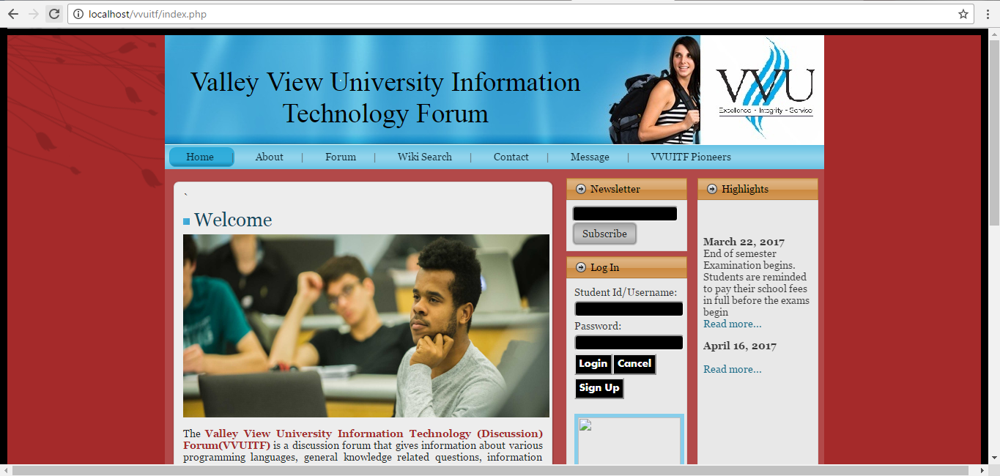 localhost/vvuitf/index.php
Valley View University Information
Technology Forum
VVU
Excellence - Integrity - Service
Home | About | Forum | Wiki Search | Contact | Message | VVUITF Pioneers
`
Welcome
The Valley View University Information Technology (Discussion)
Forum(VVUITF) is a discussion forum that gives information about various
programming languages, general knowledge related questions, information
Newsletter
Subscribe
Log In
Student Id/Username:
Password:
Login Cancel
Sign Up
Highlights
March 22, 2017
End of semester
Examination begins.
Students are reminded
to pay their school fees
in full before the exams
begin
Read more...
April 16, 2017
Read more...